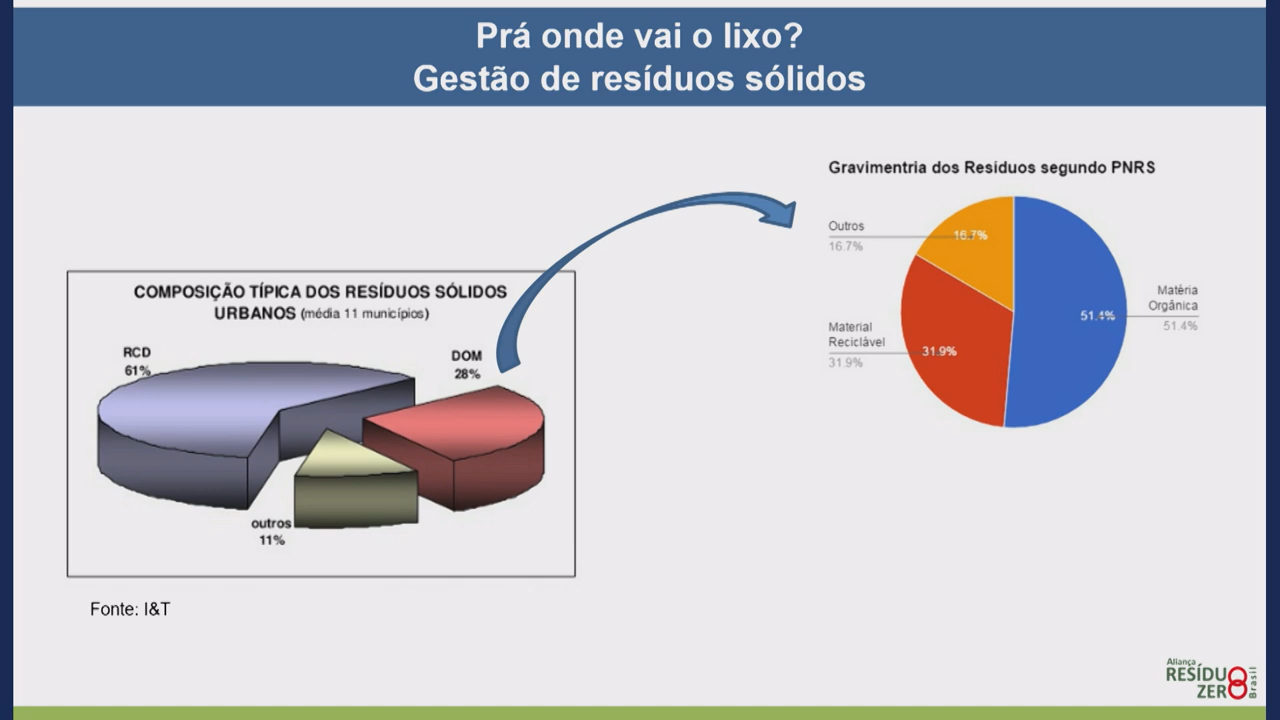 Prá onde vai o lixo?
Gestão de resíduos sólidos
COMPOSIÇÃO TÍPICA DOS RESÍDUOS SÓLIDOS
URBANOS (média 11 municípios)
RCD
61%
DOM
28%
outros
11%
Fonte: I&T
Gravimentria dos Resíduos segundo PNRS
Outros
16.7%
16.7%
Matéria
Orgânica
51.4%
51.4%
Material
Reciclável
31.9%
31.9%
Aliança
RESÍDUO
ZERO
Brasil